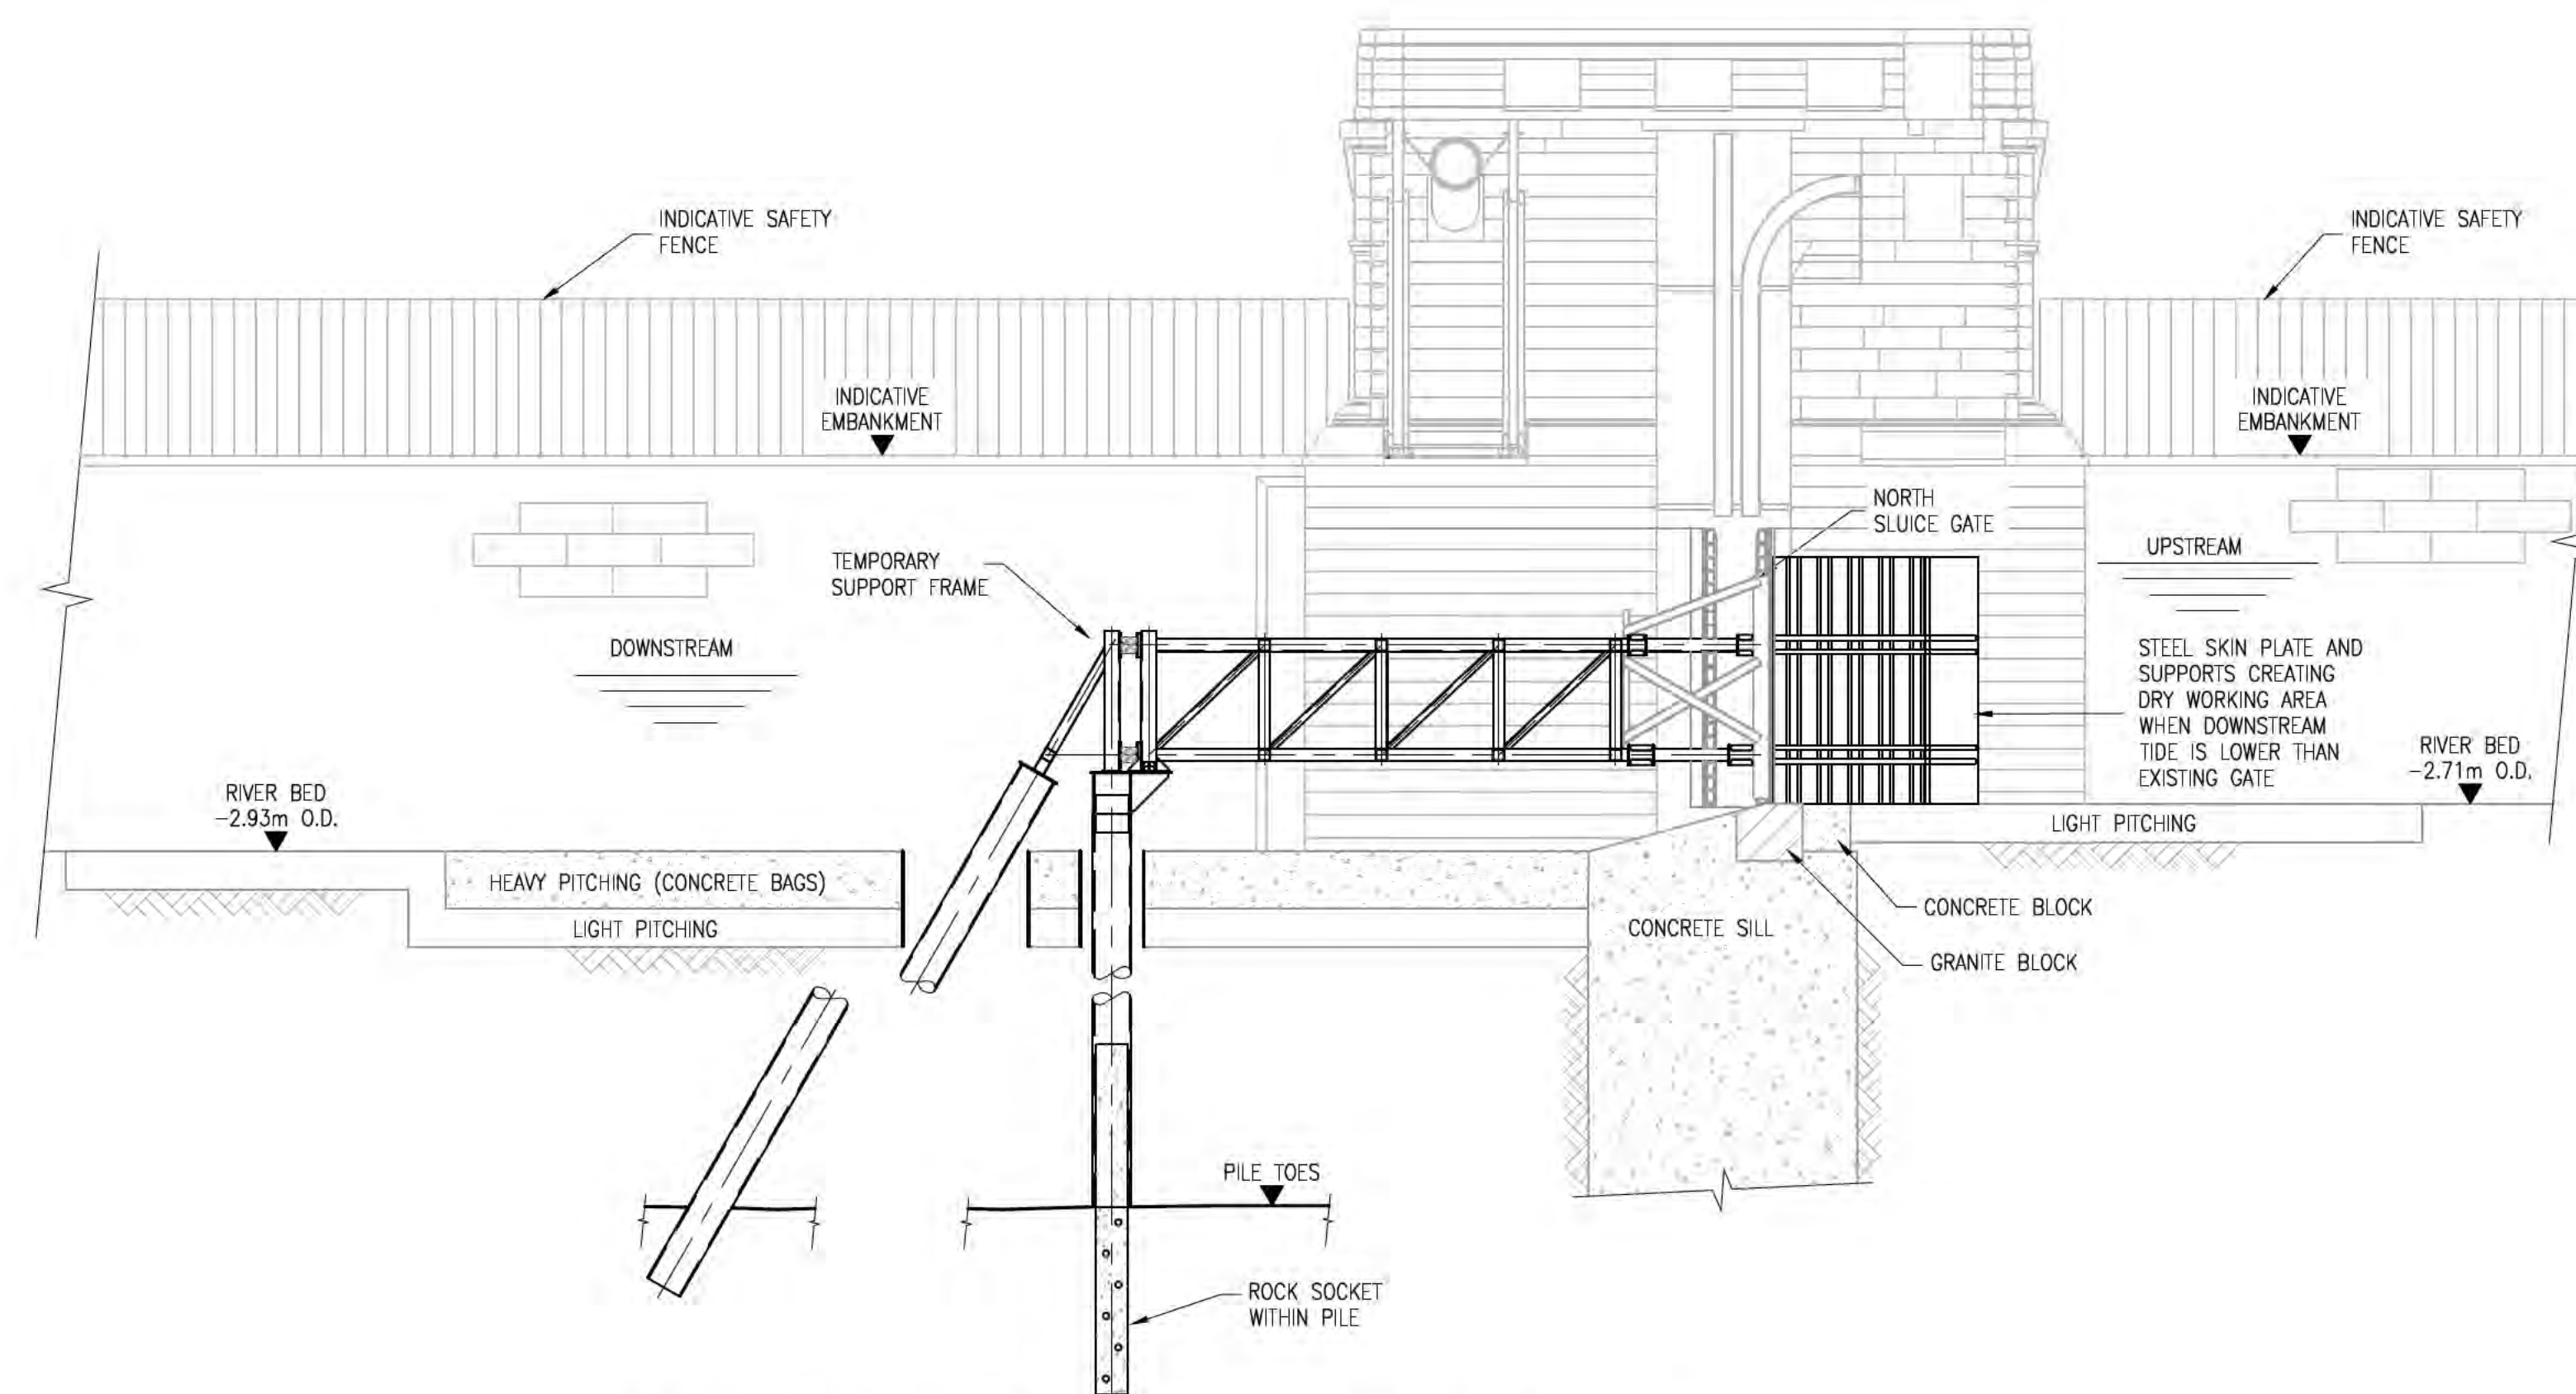 INDICATIVE SAFETY
FENCE
INDICATIVE SAFETY
FENCE
INDICATIVE
EMBANKMENT
INDICATIVE
EMBANKMENT
NORTH
SLUICE GATE
UPSTREAM
TEMPORARY
SUPPORT FRAME
DOWNSTREAM
STEEL SKIN PLATE AND
SUPPORTS CREATING
DRY WORKING AREA
WHEN DOWNSTREAM
TIDE IS LOWER THAN
EXISTING GATE
RIVER BED
-2.71m O.D.
RIVER BED
-2.93m O.D.
LIGHT PITCHING
HEAVY PITCHING (CONCRETE BAGS)
LIGHT PITCHING
CONCRETE SILL
CONCRETE BLOCK
GRANITE BLOCK
PILE TOES
ROCK SOCKET
WITHIN PILE